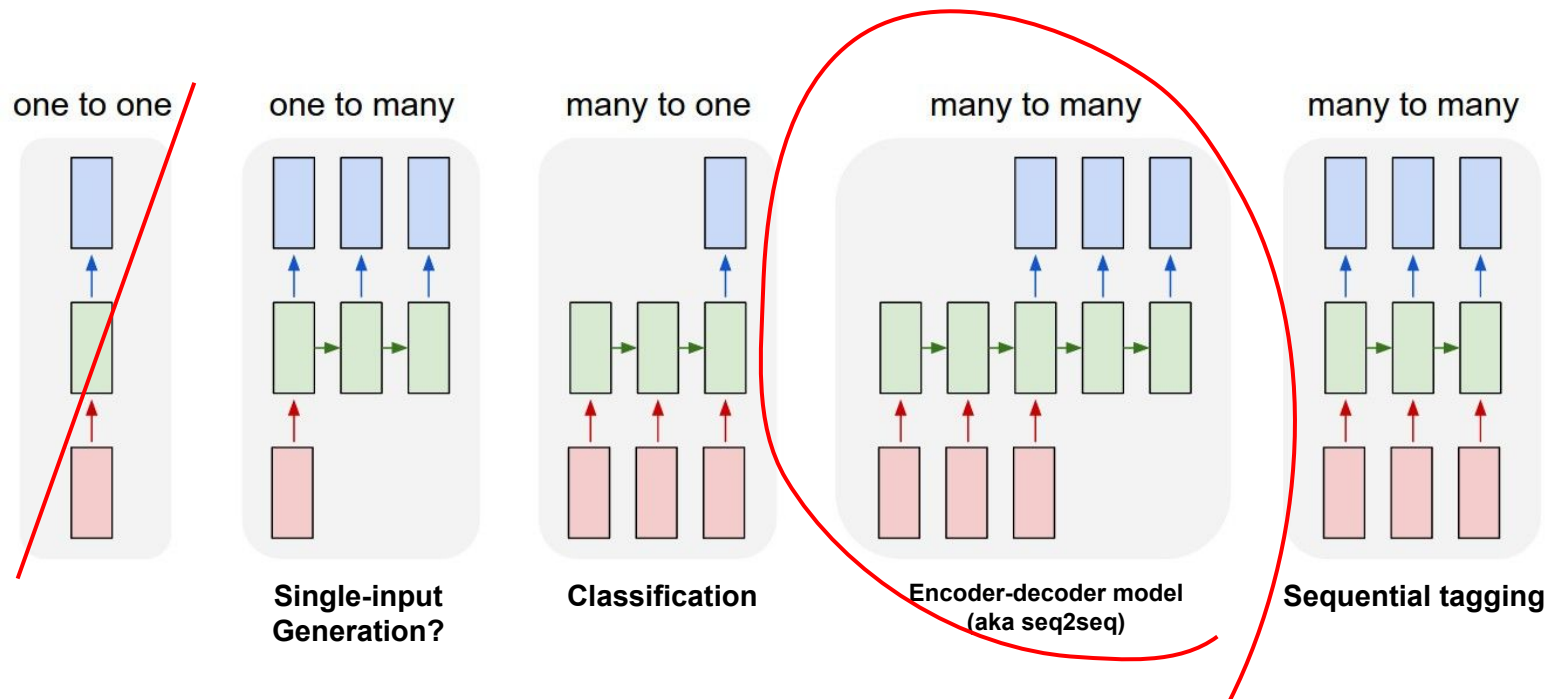 one to one
one to many
many to one
many to many
many to many
Single-input
Generation?
Classification
Encoder-decoder model
(aka seq2seq)
Sequential tagging